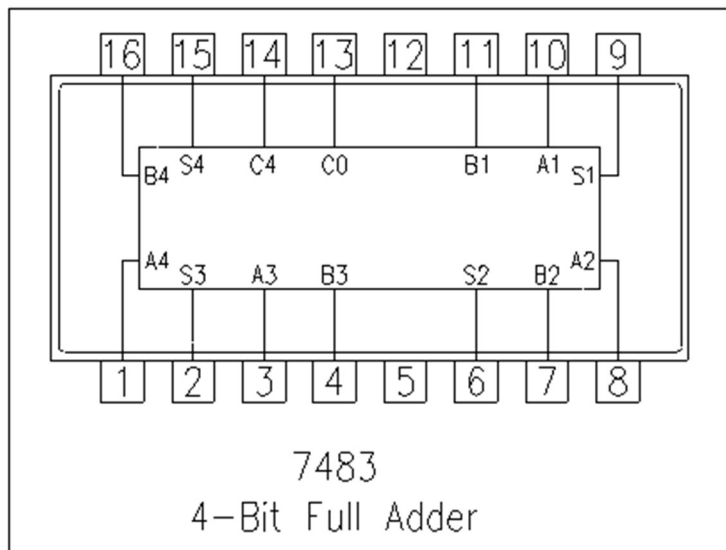 16 15 14 13 12 11 10 9
B4 S4 C4 C0 B1 A1 S1
A4 S3 A3 B3 S2 B2 A2
1 2 3 4 5 6 7 8
7483
4-Bit Full Adder